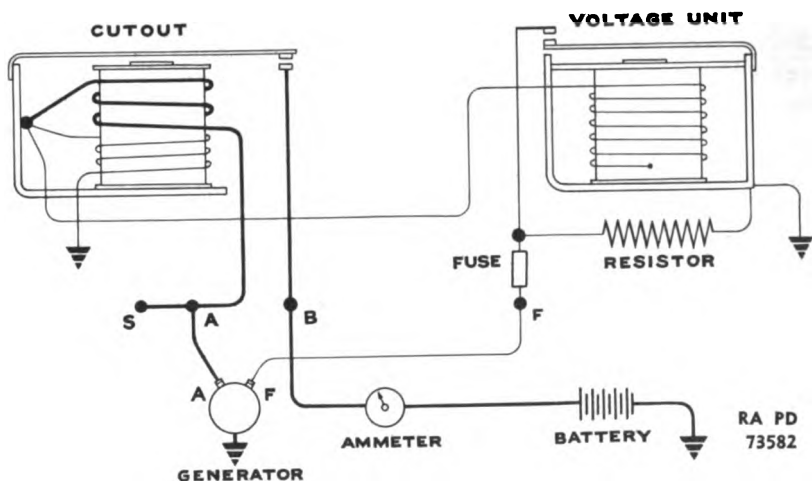 CUTOUT
VOLTAGE UNIT
FUSE
RESISTOR
S
A
B
F
A
F
AMMETER
BATTERY
GENERATOR
RA PD
73582